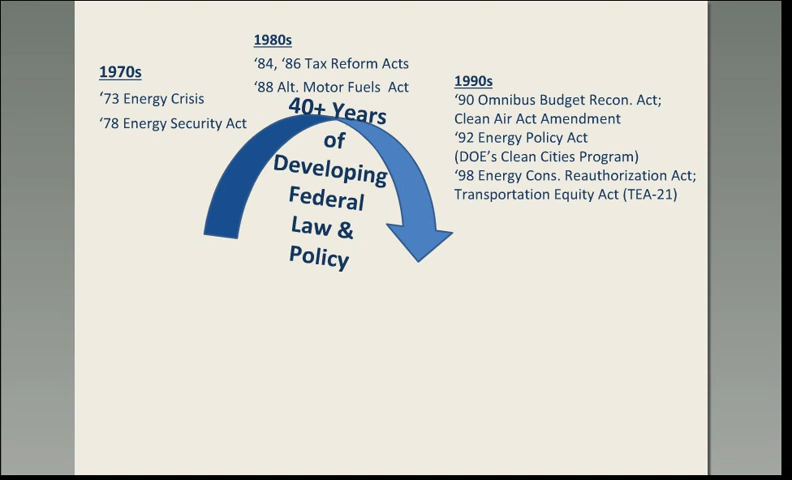 1970s
‘73 Energy Crisis
‘78 Energy Security Act
1980s
‘84, ‘86 Tax Reform Acts
‘88 Alt. Motor Fuels  Act
1990s
‘90 Omnibus Budget Recon. Act;
Clean Air Act Amendment
‘92 Energy Policy Act
(DOE’s Clean Cities Program)
‘98 Energy Cons. Reauthorization Act;
Transportation Equity Act (TEA-21)
40+ Years
of
Developing
Federal
Law &
Policy